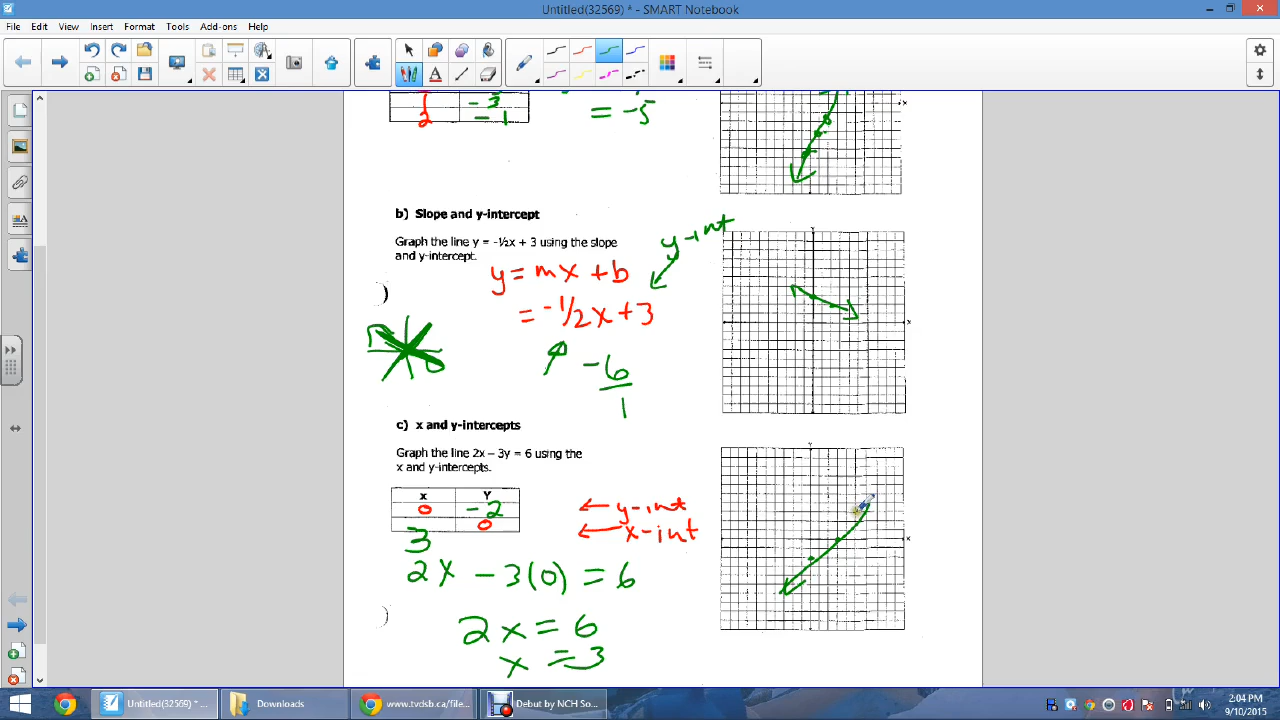 Untitled(32569) * - SMART Notebook
File Edit View Insert Format Tools Add-ons Help
1 -3
2 -1
= -5
x
b) Slope and y-intercept
Graph the line y = -½x + 3 using the slope
and y-intercept.
y-int
y = mx + b
= -1/2x + 3
-6
1
x
c) x and y-intercepts
Graph the line 2x – 3y = 6 using the
x and y-intercepts.
x Y
0 -2
3 0
y-int
x-int
Y
x
2x - 3(0) = 6
2x = 6
x = 3
Untitled(32569) * -...
Downloads
www.tvdsb.ca/file...
Debut by NCH So...
2:04 PM
9/10/2015